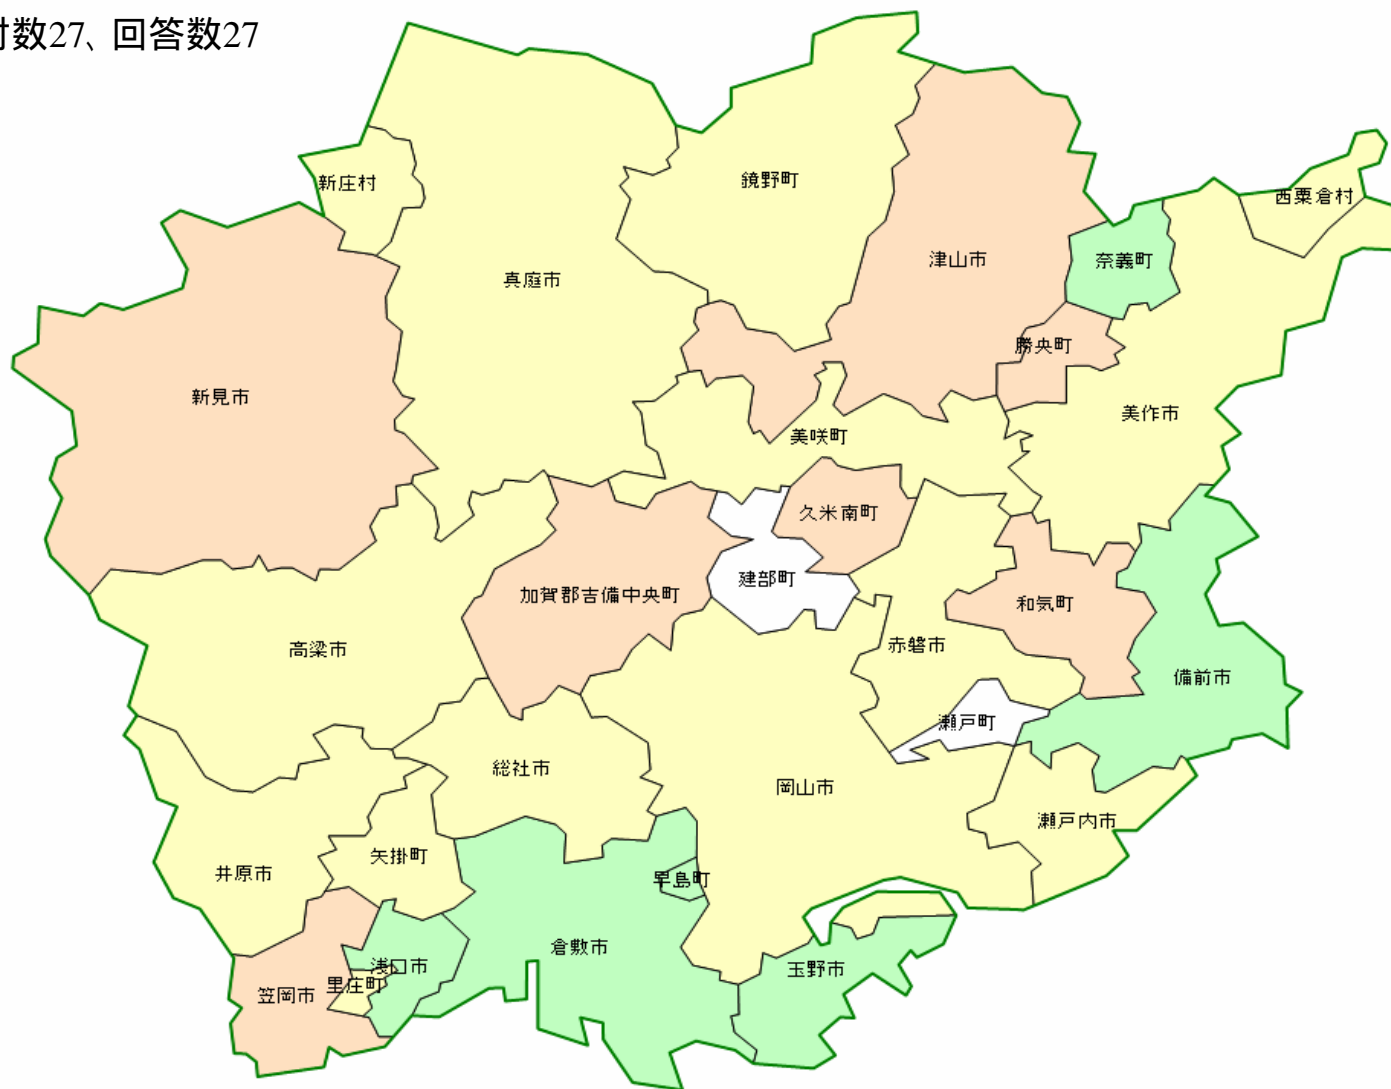 村数27、回答数27
新庄村
鏡野町
西粟倉村
津山市
奈義町
真庭市
勝央町
新見市
美作市
美咲町
久米南町
建部町
加賀郡吉備中央町
和気町
高梁市
赤磐市
備前市
瀬戸町
総社市
岡山市
瀬戸内市
矢掛町
井原市
早島町
倉敷市
浅口市
玉野市
里庄町
笠岡市